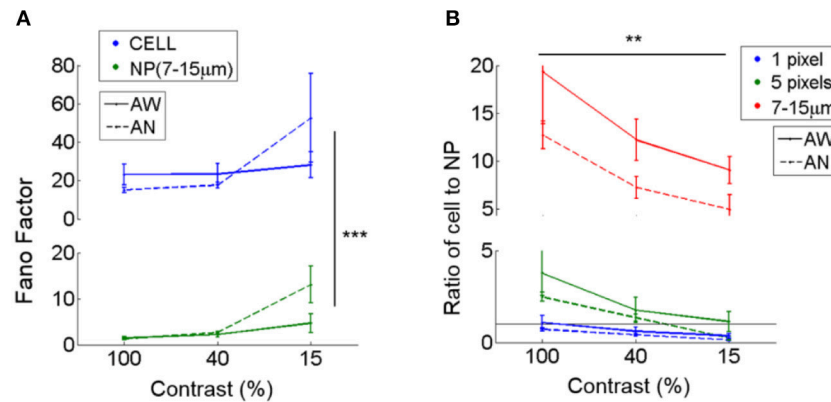 A
CELL
NP(7-15μm)
AW
AN
Fano Factor
80
60
40
20
0
20
10
0
***
100 40 15
Contrast (%)
B
**
1 pixel
5 pixels
7-15μm
AW
AN
Ratio of cell to NP
20
15
10
5
5
0
100 40 15
Contrast (%)